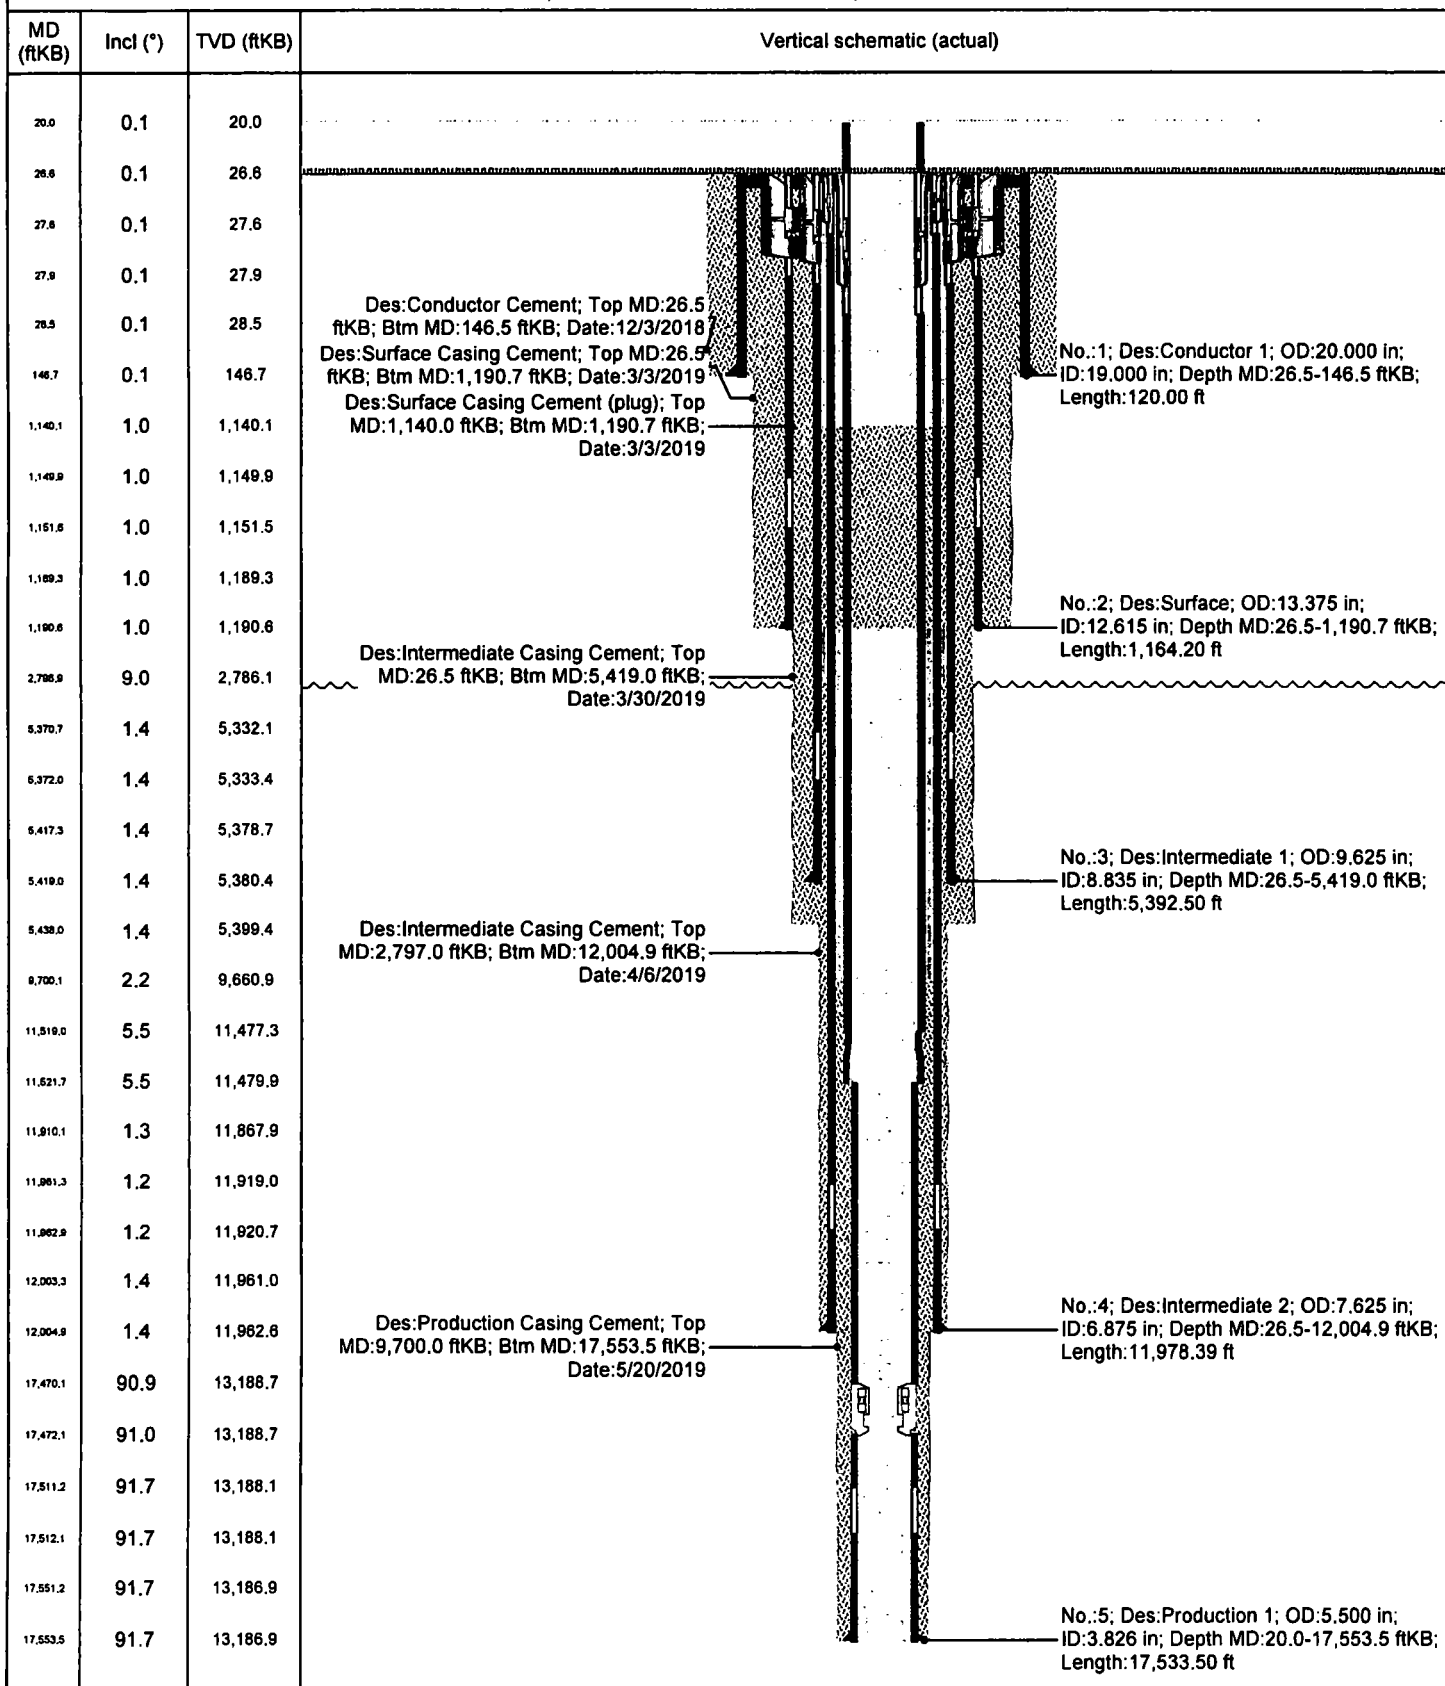 MD (ftKB) Incl (°) TVD (ftKB) Vertical schematic (actual)
20.0 0.1 20.0
26.6 0.1 26.6
27.6 0.1 27.6
27.9 0.1 27.9
28.5 0.1 28.5
146.7 0.1 146.7
1,140.1 1.0 1,140.1
1,149.9 1.0 1,149.9
1,151.6 1.0 1,151.5
1,189.3 1.0 1,189.3
1,190.6 1.0 1,190.6
2,796.9 9.0 2,786.1
5,370.7 1.4 5,332.1
5,372.0 1.4 5,333.4
5,417.3 1.4 5,378.7
5,419.0 1.4 5,380.4
5,438.0 1.4 5,399.4
9,700.1 2.2 9,660.9
11,519.0 5.5 11,477.3
11,521.7 5.5 11,479.9
11,910.1 1.3 11,867.9
11,961.3 1.2 11,919.0
11,962.9 1.2 11,920.7
12,003.3 1.4 11,961.0
12,004.9 1.4 11,962.6
17,470.1 90.9 13,188.7
17,472.1 91.0 13,188.7
17,511.2 91.7 13,188.1
17,512.1 91.7 13,188.1
17,551.2 91.7 13,186.9
17,553.5 91.7 13,186.9
Des:Conductor Cement; Top MD:26.5
ftKB; Btm MD:146.5 ftKB; Date:12/3/2018
Des:Surface Casing Cement; Top MD:26.5
ftKB; Btm MD:1,190.7 ftKB; Date:3/3/2019
Des:Surface Casing Cement (plug); Top
MD:1,140.0 ftKB; Btm MD:1,190.7 ftKB;
Date:3/3/2019
Des:Intermediate Casing Cement; Top
MD:26.5 ftKB; Btm MD:5,419.0 ftKB;
Date:3/30/2019
Des:Intermediate Casing Cement; Top
MD:2,797.0 ftKB; Btm MD:12,004.9 ftKB;
Date:4/6/2019
Des:Production Casing Cement; Top
MD:9,700.0 ftKB; Btm MD:17,553.5 ftKB;
Date:5/20/2019
No.:1; Des:Conductor 1; OD:20.000 in;
ID:19.000 in; Depth MD:26.5-146.5 ftKB;
Length:120.00 ft
No.:2; Des:Surface; OD:13.375 in;
ID:12.615 in; Depth MD:26.5-1,190.7 ftKB;
Length:1,164.20 ft
No.:3; Des:Intermediate 1; OD:9.625 in;
ID:8.835 in; Depth MD:26.5-5,419.0 ftKB;
Length:5,392.50 ft
No.:4; Des:Intermediate 2; OD:7.625 in;
ID:6.875 in; Depth MD:26.5-12,004.9 ftKB;
Length:11,978.39 ft
No.:5; Des:Production 1; OD:5.500 in;
ID:3.826 in; Depth MD:20.0-17,553.5 ftKB;
Length:17,533.50 ft